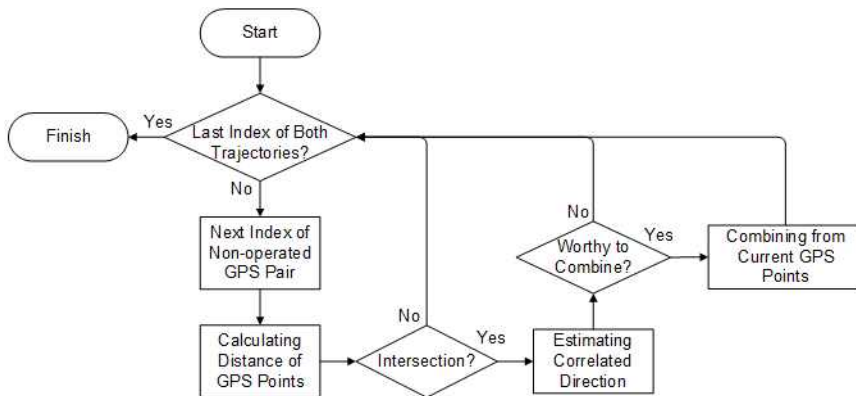 Start
Finish
Yes
Last Index of Both
Trajectories?
No
Next Index of
Non-operated
GPS Pair
Calculating
Distance of
GPS Points
No
Intersection?
Yes
Estimating
Correlated
Direction
No
Worthy to
Combine?
Yes
Combining from
Current GPS
Points